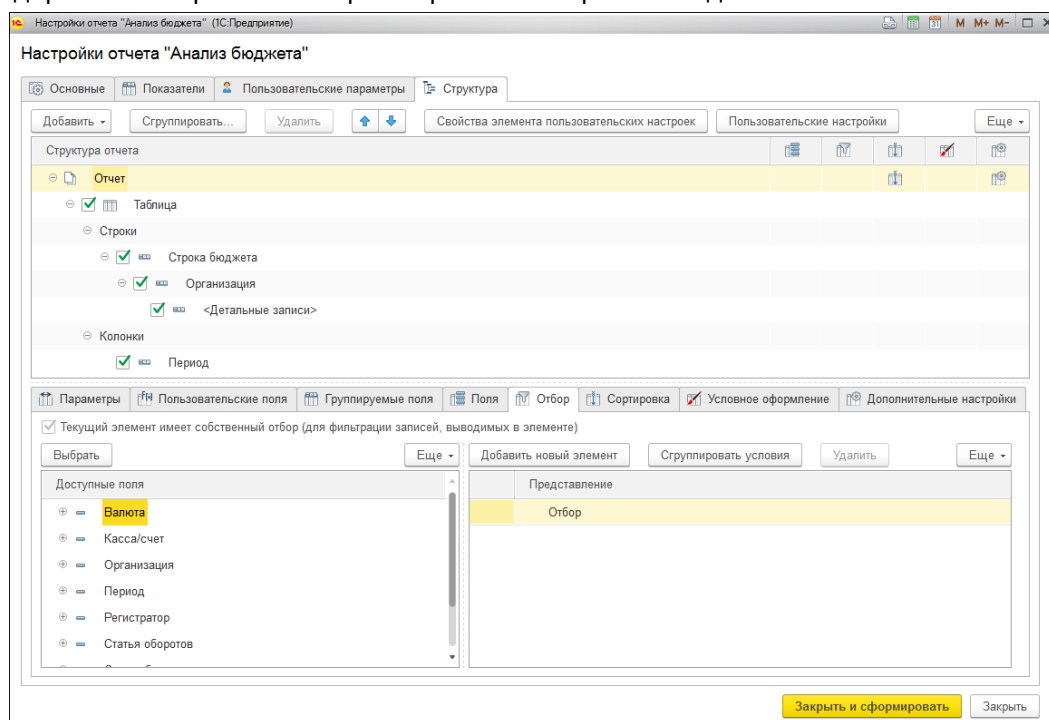 Настройки отчета "Анализ бюджета" (1С:Предприятие)
M M+ M-
Настройки отчета "Анализ бюджета"
Основные Показатели Пользовательские параметры Структура
Добавить Сгруппировать... Удалить Свойства элемента пользовательских настроек Пользовательские настройки Еще
Структура отчета
Отчет
Таблица
Строки
Строка бюджета
Организация
<Детальные записи>
Колонки
Период
Параметры Пользовательские поля Группируемые поля Поля Отбор Сортировка Условное оформление Дополнительные настройки
Текущий элемент имеет собственный отбор (для фильтрации записей, выводимых в элементе)
Выбрать Еще Добавить новый элемент Сгруппировать условия Удалить Еще
Доступные поля Представление
Валюта Отбор
Касса/счет
Организация
Период
Регистратор
Статья оборотов
Закрыть и сформировать Закрыть